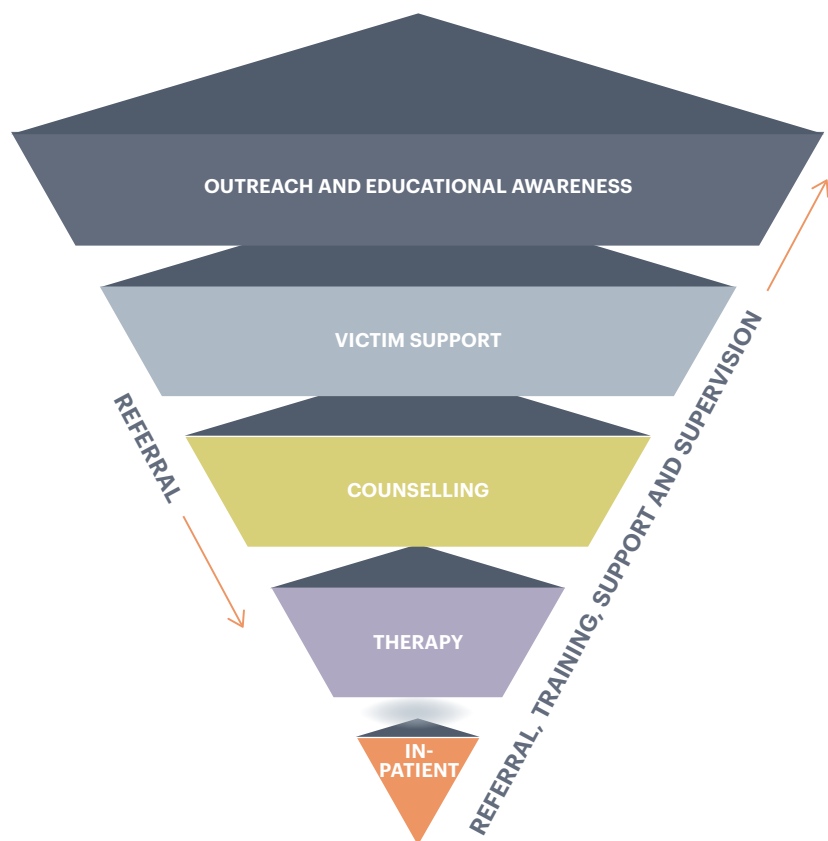 OUTREACH AND EDUCATIONAL AWARENESS
VICTIM SUPPORT
REFERRAL
COUNSELLING
REFERRAL, TRAINING, SUPPORT AND SUPERVISION
THERAPY
IN-
PATIENT